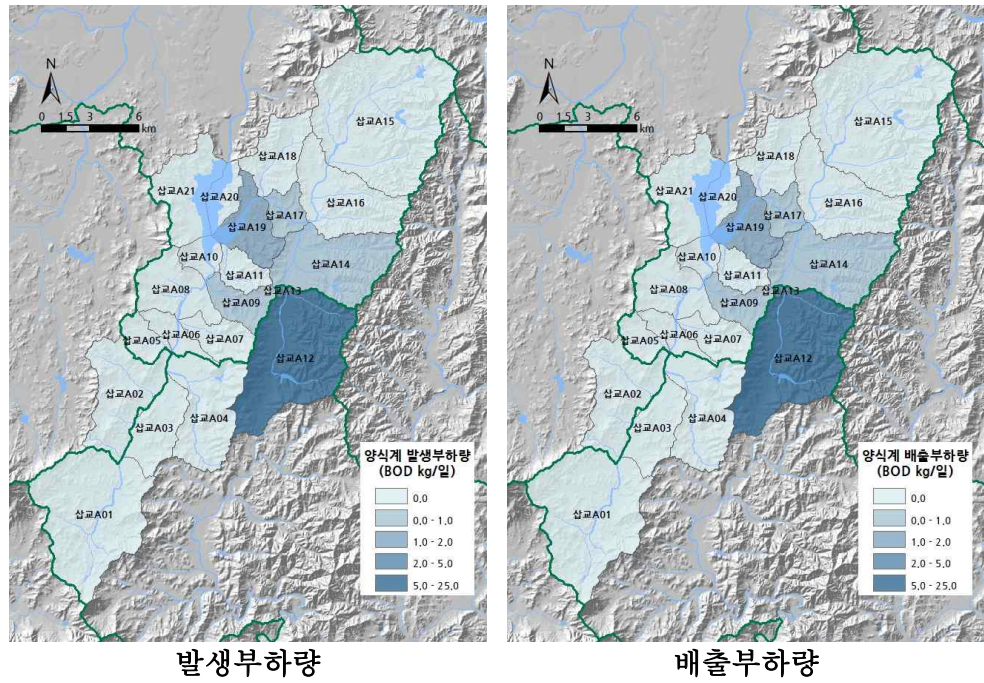 N
0 1.5 3 6
km
삽교A15
삽교A18
삽교A21
삽교A20
삽교A16
삽교A17
삽교A19
삽교A10
삽교A14
삽교A11
삽교A08
삽교A13
삽교A09
삽교A05
삽교A06
삽교A07
삽교A12
삽교A02
삽교A04
삽교A03
삽교A01
양식계 발생부하량
(BOD kg/일)
0.0
0.0 - 1.0
1.0 - 2.0
2.0 - 5.0
5.0 - 25.0
발생부하량
N
0 1.5 3 6
km
삽교A15
삽교A18
삽교A21
삽교A20
삽교A16
삽교A17
삽교A19
삽교A10
삽교A14
삽교A11
삽교A08
삽교A13
삽교A09
삽교A05
삽교A06
삽교A07
삽교A12
삽교A02
삽교A04
삽교A03
삽교A01
양식계 배출부하량
(BOD kg/일)
0.0
0.0 - 1.0
1.0 - 2.0
2.0 - 5.0
5.0 - 25.0
배출부하량